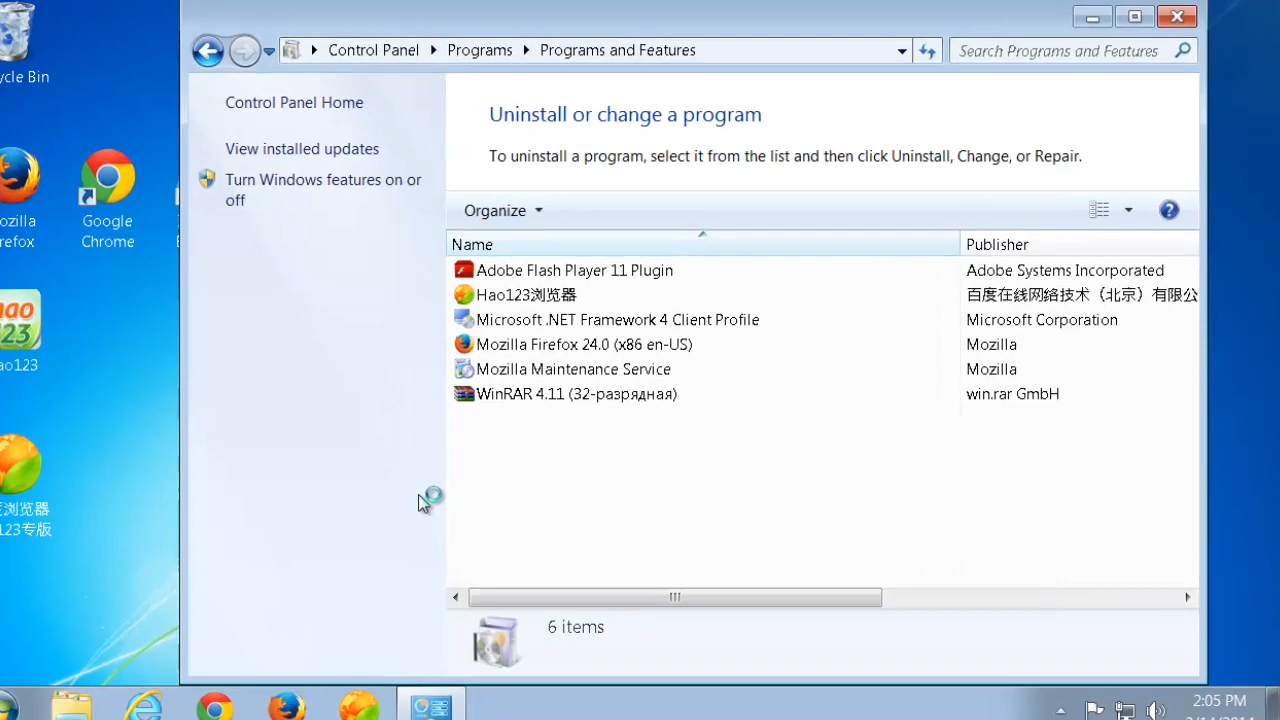 Control Panel
Programs
Programs and Features
Search Programs and Features
Control Panel Home
View installed updates
Turn Windows features on or
off
Uninstall or change a program
To uninstall a program, select it from the list and then click Uninstall, Change, or Repair.
Organize
Name
Publisher
Adobe Flash Player 11 Plugin
Adobe Systems Incorporated
Hao123浏览器
百度在线网络技术（北京）有限公
Microsoft .NET Framework 4 Client Profile
Microsoft Corporation
Mozilla Firefox 24.0 (x86 en-US)
Mozilla
Mozilla Maintenance Service
Mozilla
WinRAR 4.11 (32-разрядная)
win.rar GmbH
6 items
ycle Bin
ozilla
refox
Google
Chrome
hao
123
ao123
度浏览器
123专版
2:05 PM